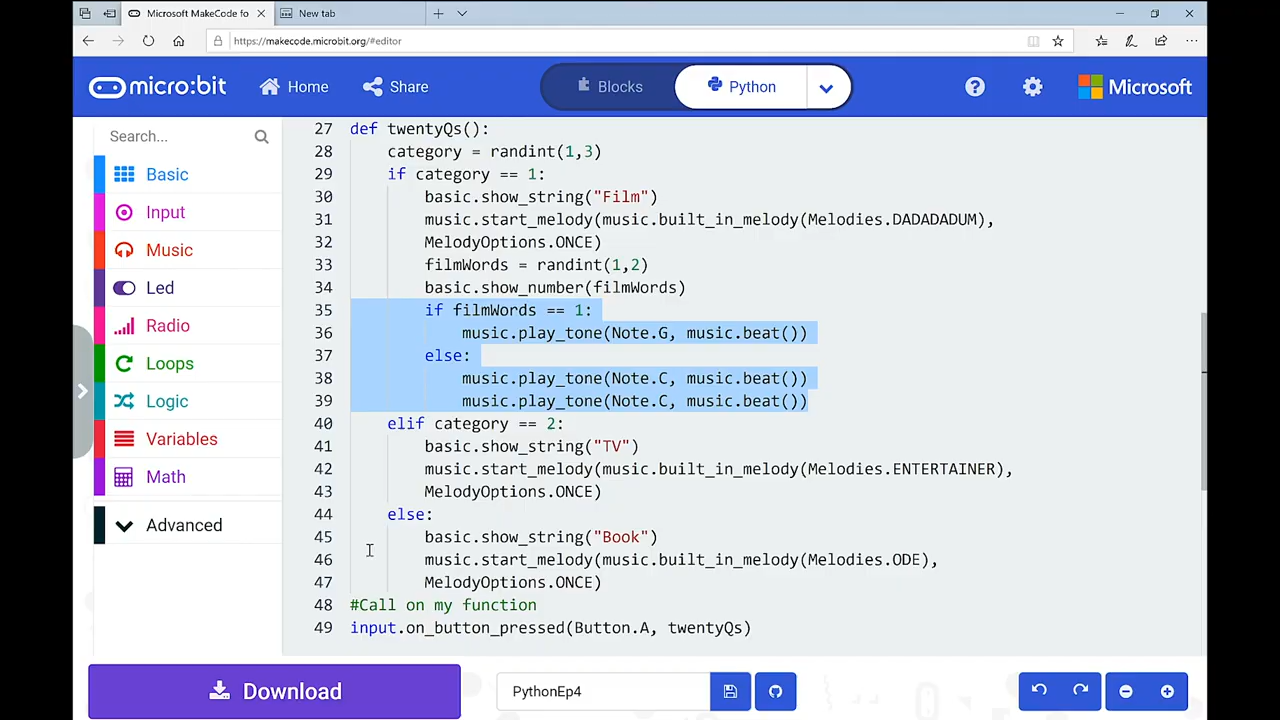 Microsoft MakeCode fo
New tab
https://makecode.microbit.org/#editor
micro:bit
Home
Share
Blocks
Python
Microsoft
Search...
Basic
Input
Music
Led
Radio
Loops
Logic
Variables
Math
Advanced
27 def twentyQs():
28 category = randint(1,3)
29 if category == 1:
30 basic.show_string("Film")
31 music.start_melody(music.built_in_melody(Melodies.DADADADUM),
32 MelodyOptions.ONCE)
33 filmWords = randint(1,2)
34 basic.show_number(filmWords)
35 if filmWords == 1:
36 music.play_tone(Note.G, music.beat())
37 else:
38 music.play_tone(Note.C, music.beat())
39 music.play_tone(Note.C, music.beat())
40 elif category == 2:
41 basic.show_string("TV")
42 music.start_melody(music.built_in_melody(Melodies.ENTERTAINER),
43 MelodyOptions.ONCE)
44 else:
45 basic.show_string("Book")
46 music.start_melody(music.built_in_melody(Melodies.ODE),
47 MelodyOptions.ONCE)
48 #Call on my function
49 input.on_button_pressed(Button.A, twentyQs)
Download
PythonEp4